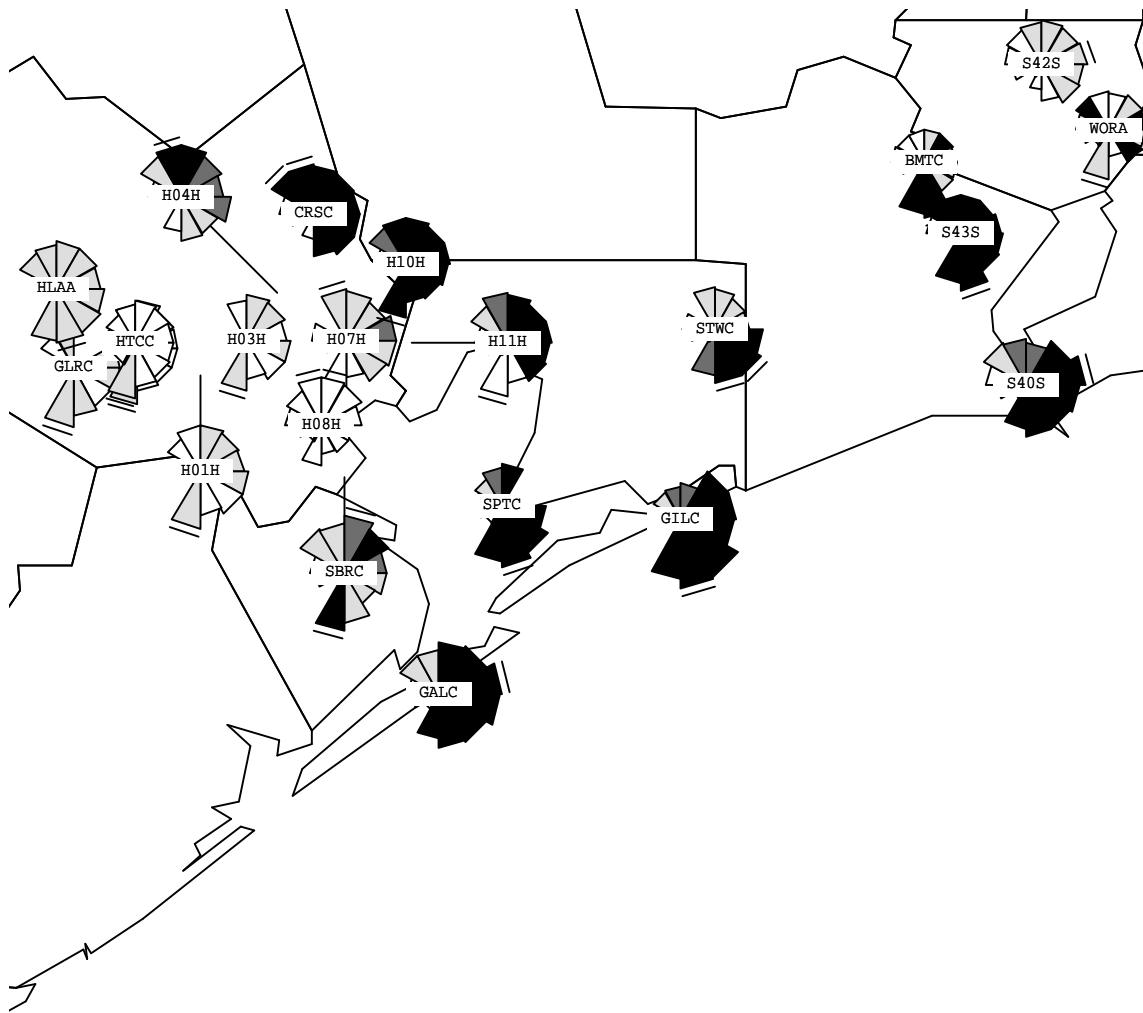 S42S
WORA
BMTC
H04H
CRSC
S43S
H10H
HLAA
STWC
HTCC
H03H
H07H
H11H
GLRC
S40S
H08H
H01H
SPTC
GILC
SBRC
GALC